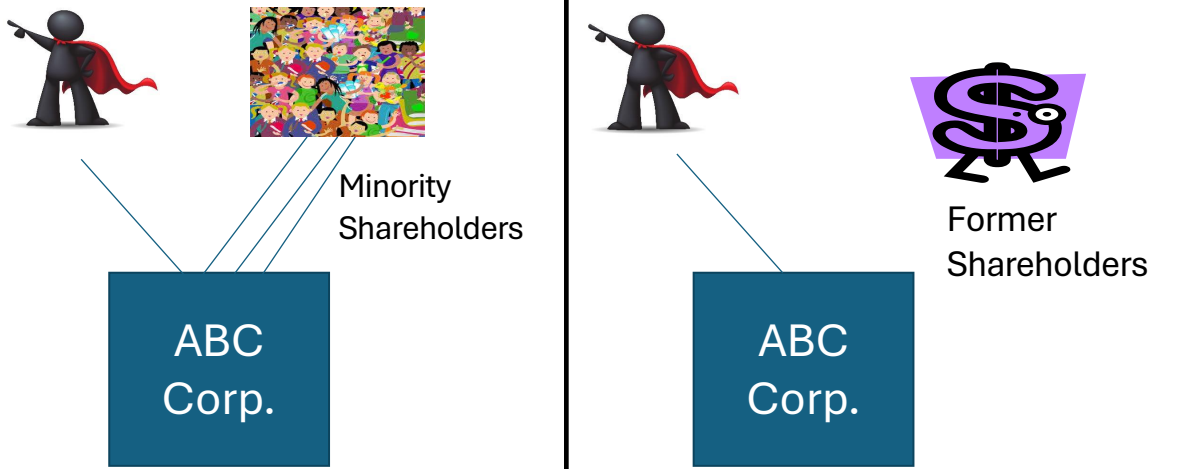 Minority
Shareholders
ABC
Corp.
Former
Shareholders
ABC
Corp.